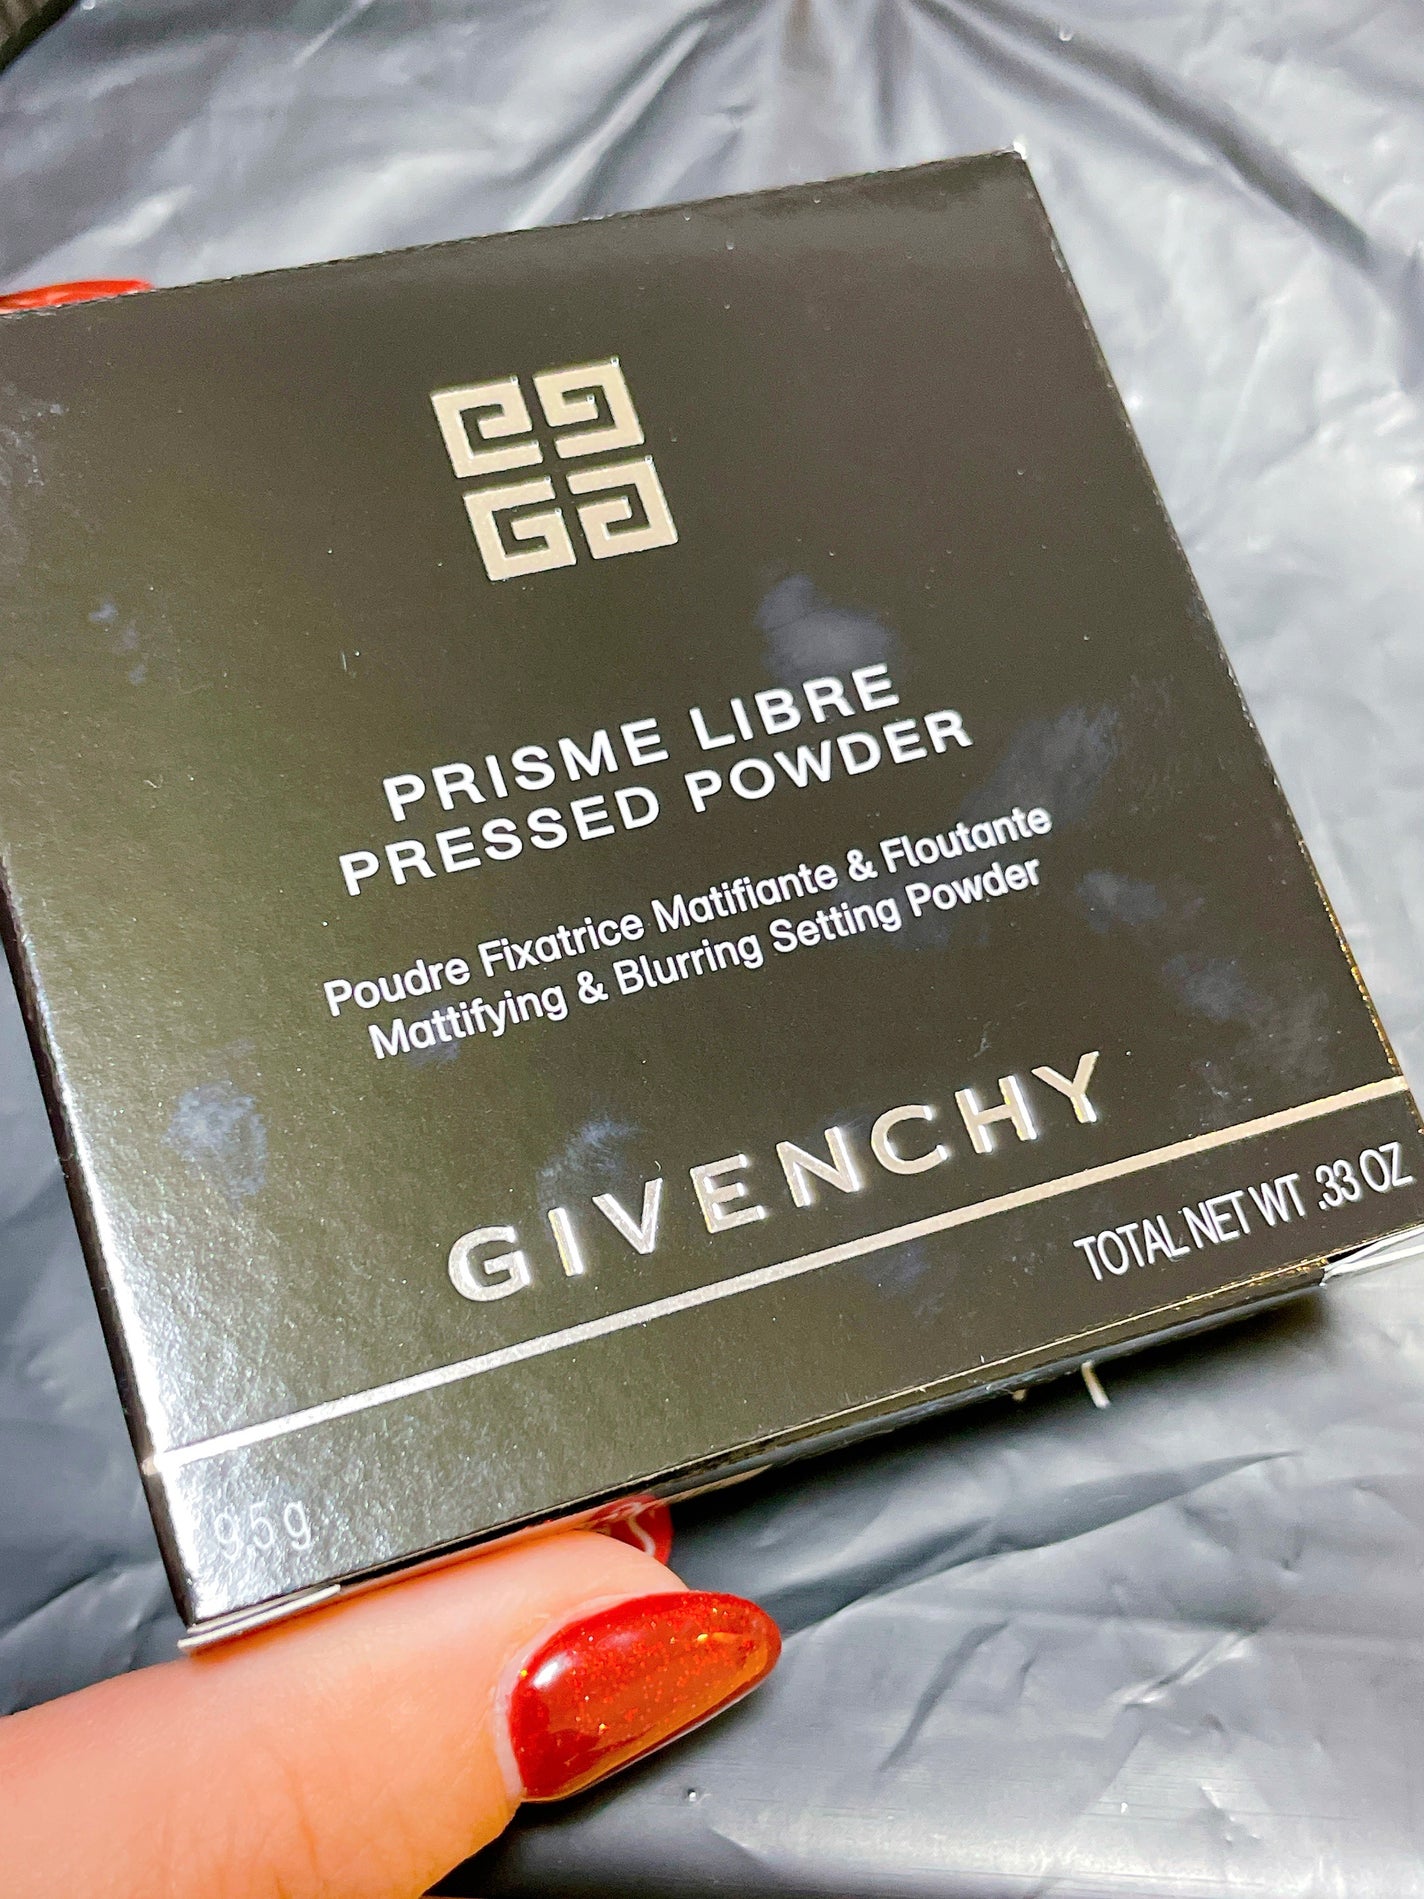 PRISME LIBRE
PRESSED POWDER
Poudre Fixatrice Matifiante & Floutante
Mattifying & Blurring Setting Powder
GIVENCHY
9.5g
TOTAL NET WT .33 OZ